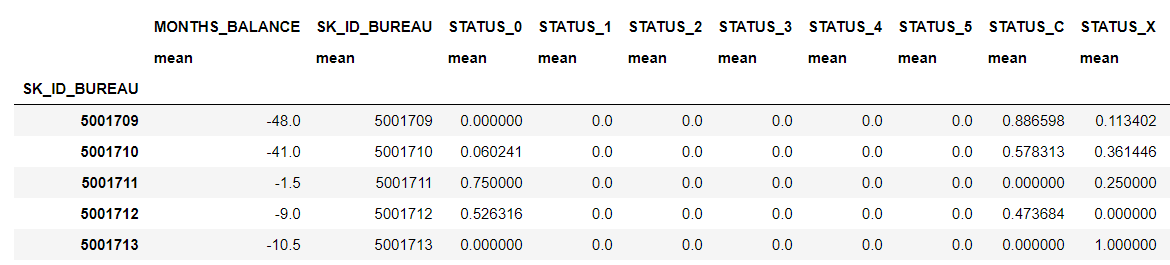 MONTHS_BALANCE SK_ID_BUREAU STATUS_0 STATUS_1 STATUS_2 STATUS_3 STATUS_4 STATUS_5 STATUS_C STATUS_X
mean mean mean mean mean mean mean mean mean mean
SK_ID_BUREAU
5001709 -48.0 5001709 0.000000 0.0 0.0 0.0 0.0 0.0 0.886598 0.113402
5001710 -41.0 5001710 0.060241 0.0 0.0 0.0 0.0 0.0 0.578313 0.361446
5001711 -1.5 5001711 0.750000 0.0 0.0 0.0 0.0 0.0 0.000000 0.250000
5001712 -9.0 5001712 0.526316 0.0 0.0 0.0 0.0 0.0 0.473684 0.000000
5001713 -10.5 5001713 0.000000 0.0 0.0 0.0 0.0 0.0 0.000000 1.000000